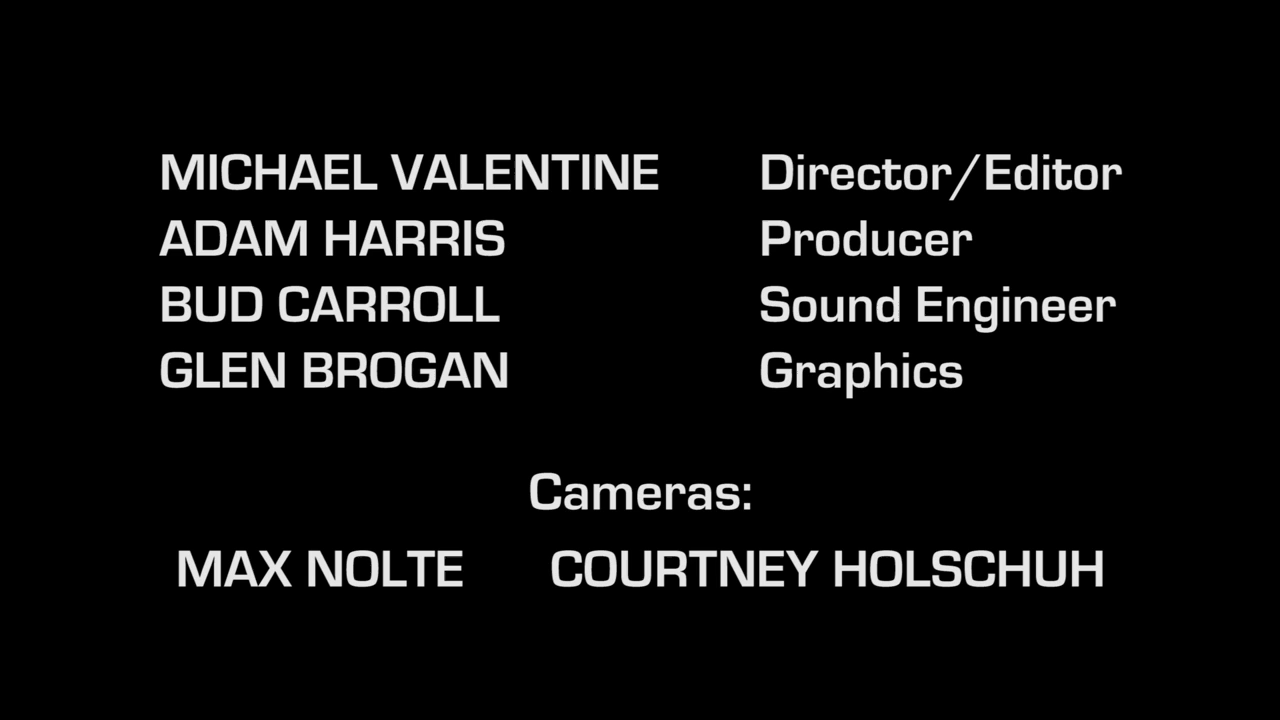 MICHAEL VALENTINE Director/Editor
ADAM HARRIS Producer
BUD CARROLL Sound Engineer
GLEN BROGAN Graphics
Cameras:
MAX NOLTE COURTNEY HOLSCHUH